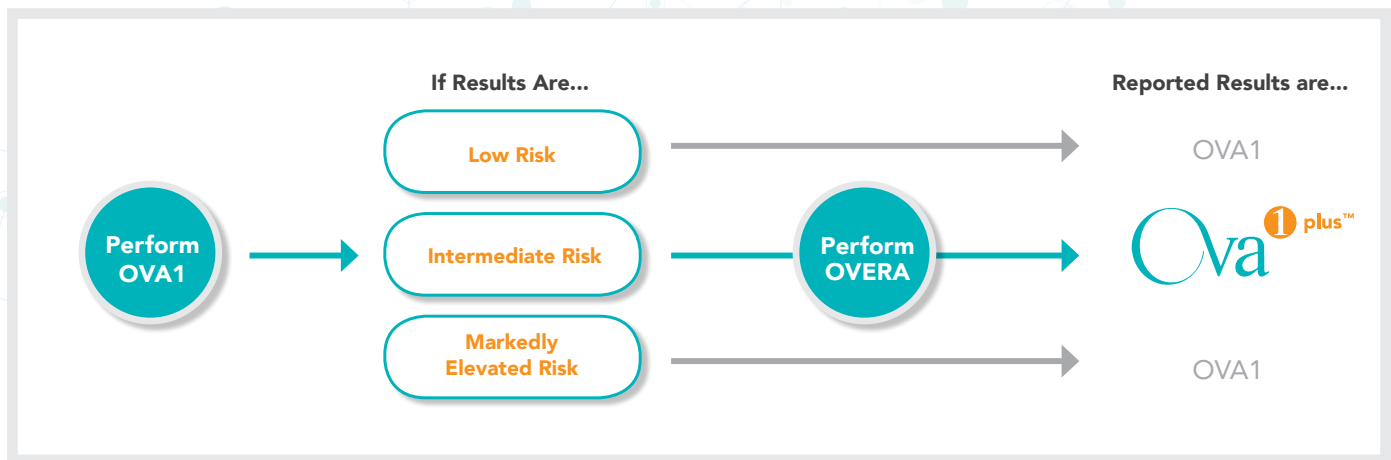 If Results Are...
Reported Results are...
Low Risk
OVA1
Perform
OVA1
Intermediate Risk
Perform
OVERA
Ova1 plus™
Markedly
Elevated Risk
OVA1